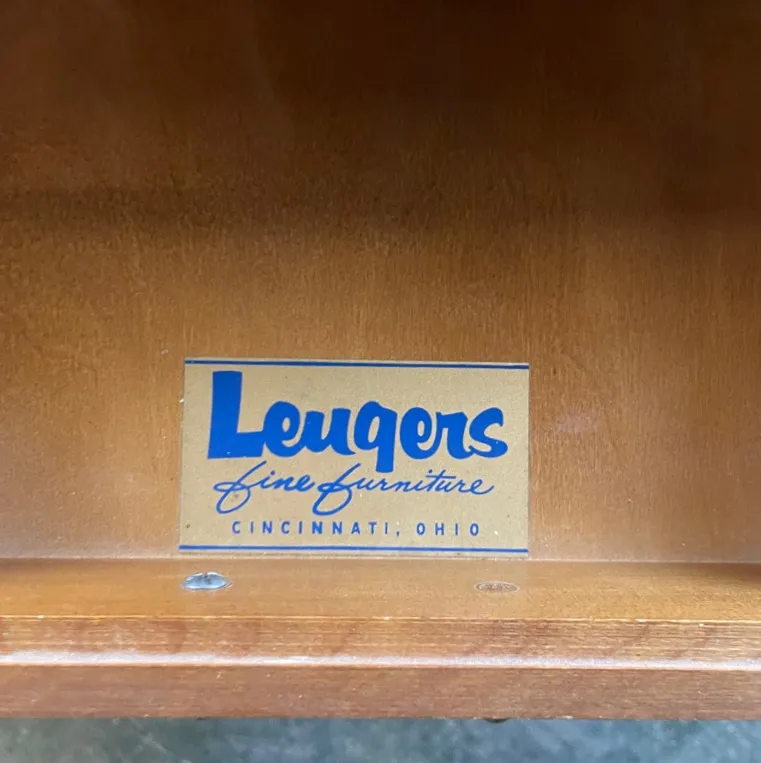 Leugers
fine furniture
CINCINNATI, OHIO